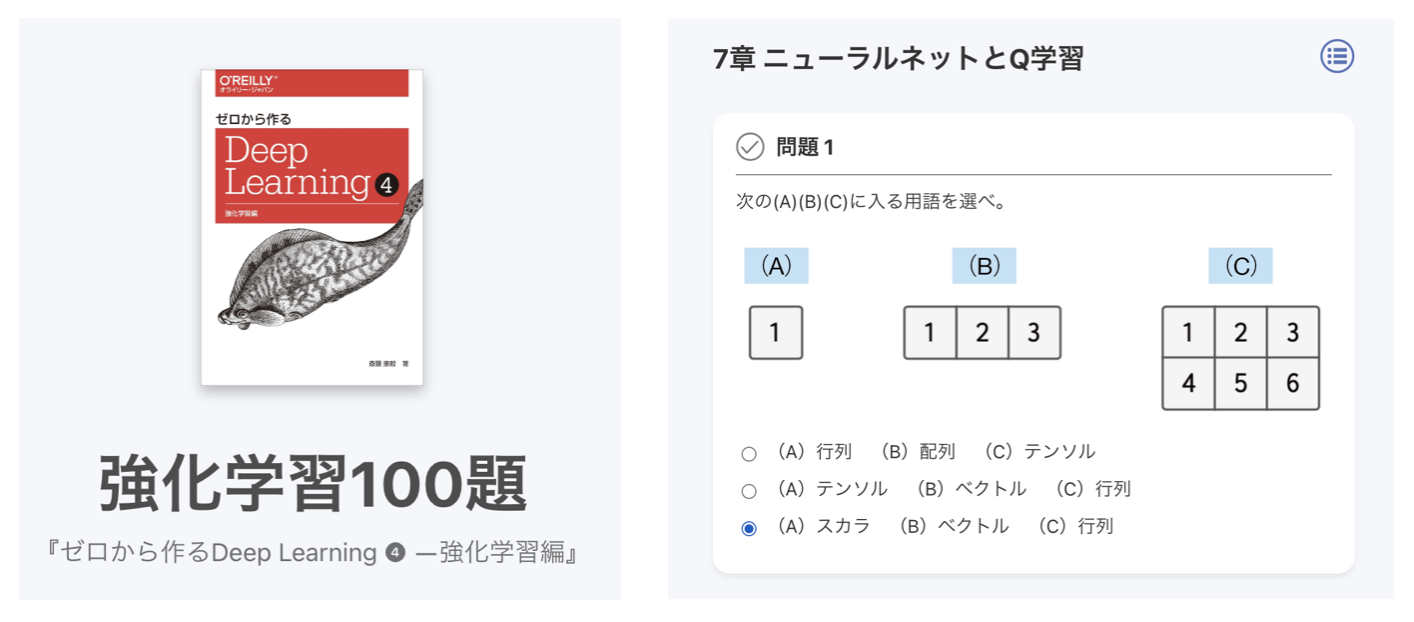 O'REILLY®
オライリー・ジャパン
ゼロから作る
Deep
Learning 4
強化学習編
斎藤 康毅 著
強化学習100題
『ゼロから作るDeep Learning ❹ ―強化学習編』
7章 ニューラルネットとQ学習
問題 1
次の(A)(B)(C)に入る用語を選べ。
(A) (B) (C)
1 1 2 3 1 2 3
4 5 6
(A) 行列 (B) 配列 (C) テンソル
(A) テンソル (B) ベクトル (C) 行列
(A) スカラ (B) ベクトル (C) 行列